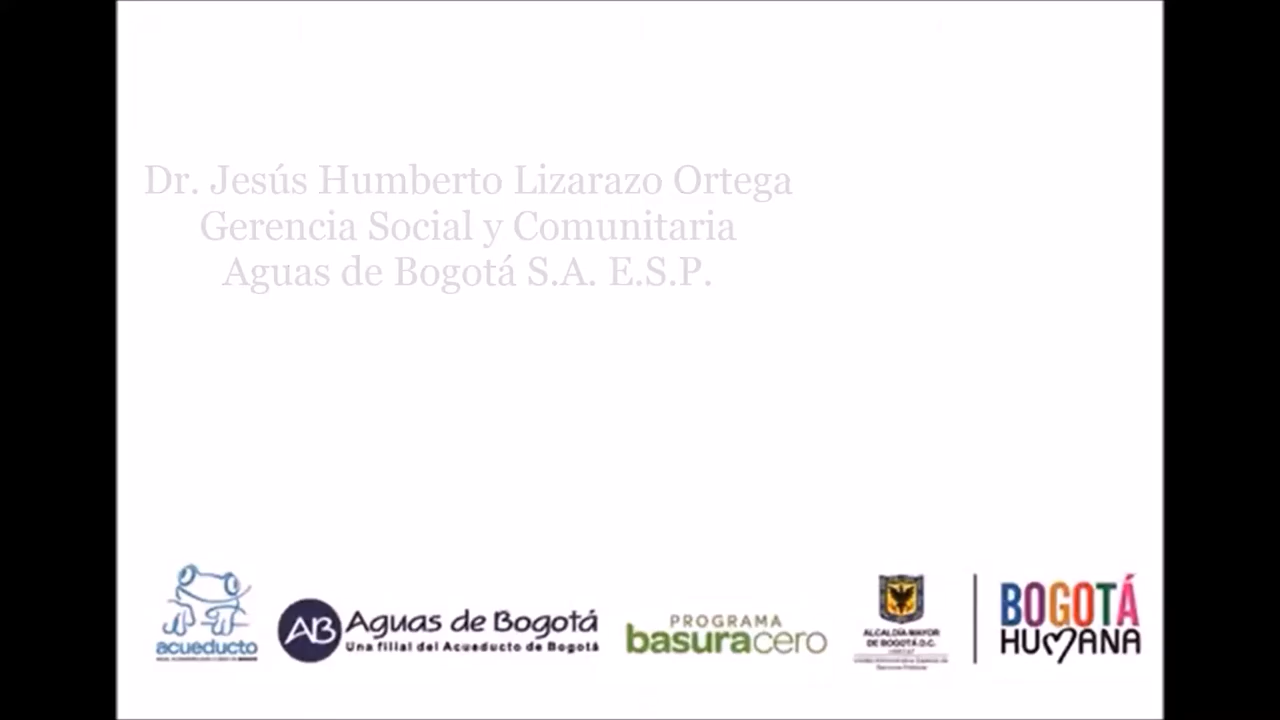 Dr. Jesús Humberto Lizarazo Ortega
Gerencia Social y Comunitaria
Aguas de Bogotá S.A. E.S.P.
acueducto
AB Aguas de Bogotá
Una filial del Acueducto de Bogotá
PROGRAMA
basuracero
ALCALDÍA MAYOR
DE BOGOTÁ D.C.
BOGOTÁ
HUMANA